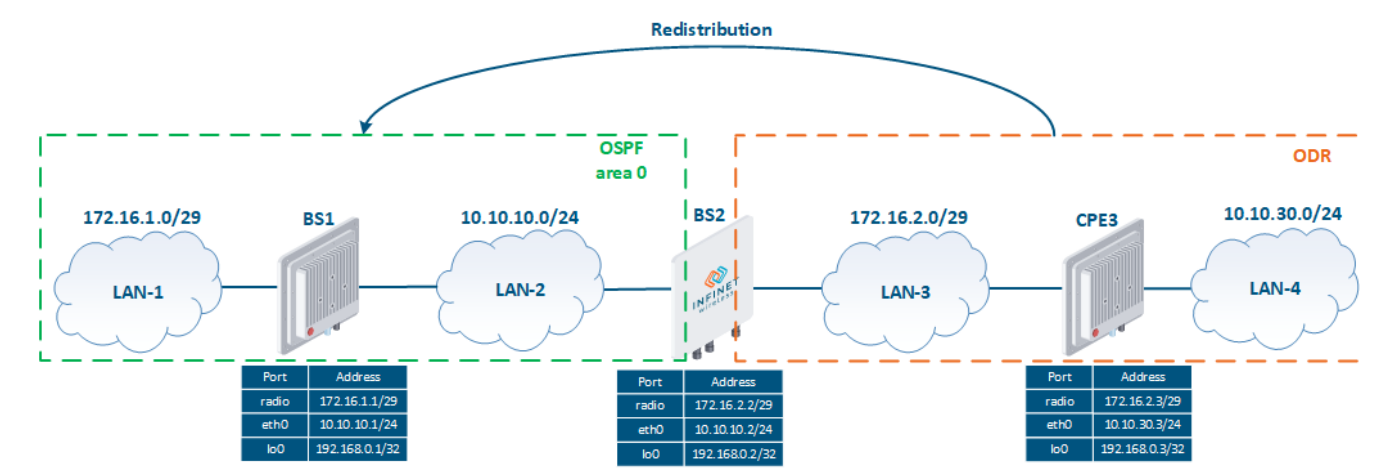 Redistribution
OSPF
area 0
ODR
172.16.1.0/29
BS1
10.10.10.0/24
BS2
172.16.2.0/29
CPE3
10.10.30.0/24
LAN-1
LAN-2
INFINET
wireless
LAN-3
LAN-4
Port Address
radio 172.16.1.1/29
eth0 10.10.10.1/24
lo0 192.168.0.1/32
Port Address
radio 172.16.2.2/29
eth0 10.10.10.2/24
lo0 192.168.0.2/32
Port Address
radio 172.16.2.3/29
eth0 10.10.30.3/24
lo0 192.168.0.3/32